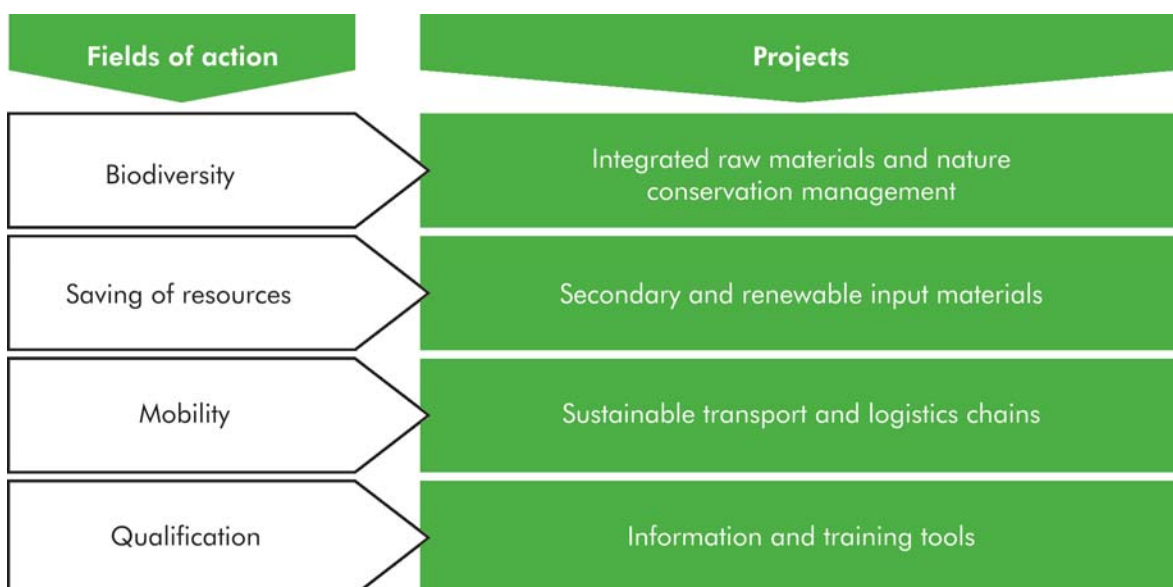 Fields of action
Projects
Biodiversity
Integrated raw materials and nature
conservation management
Saving of resources
Secondary and renewable input materials
Mobility
Sustainable transport and logistics chains
Qualification
Information and training tools